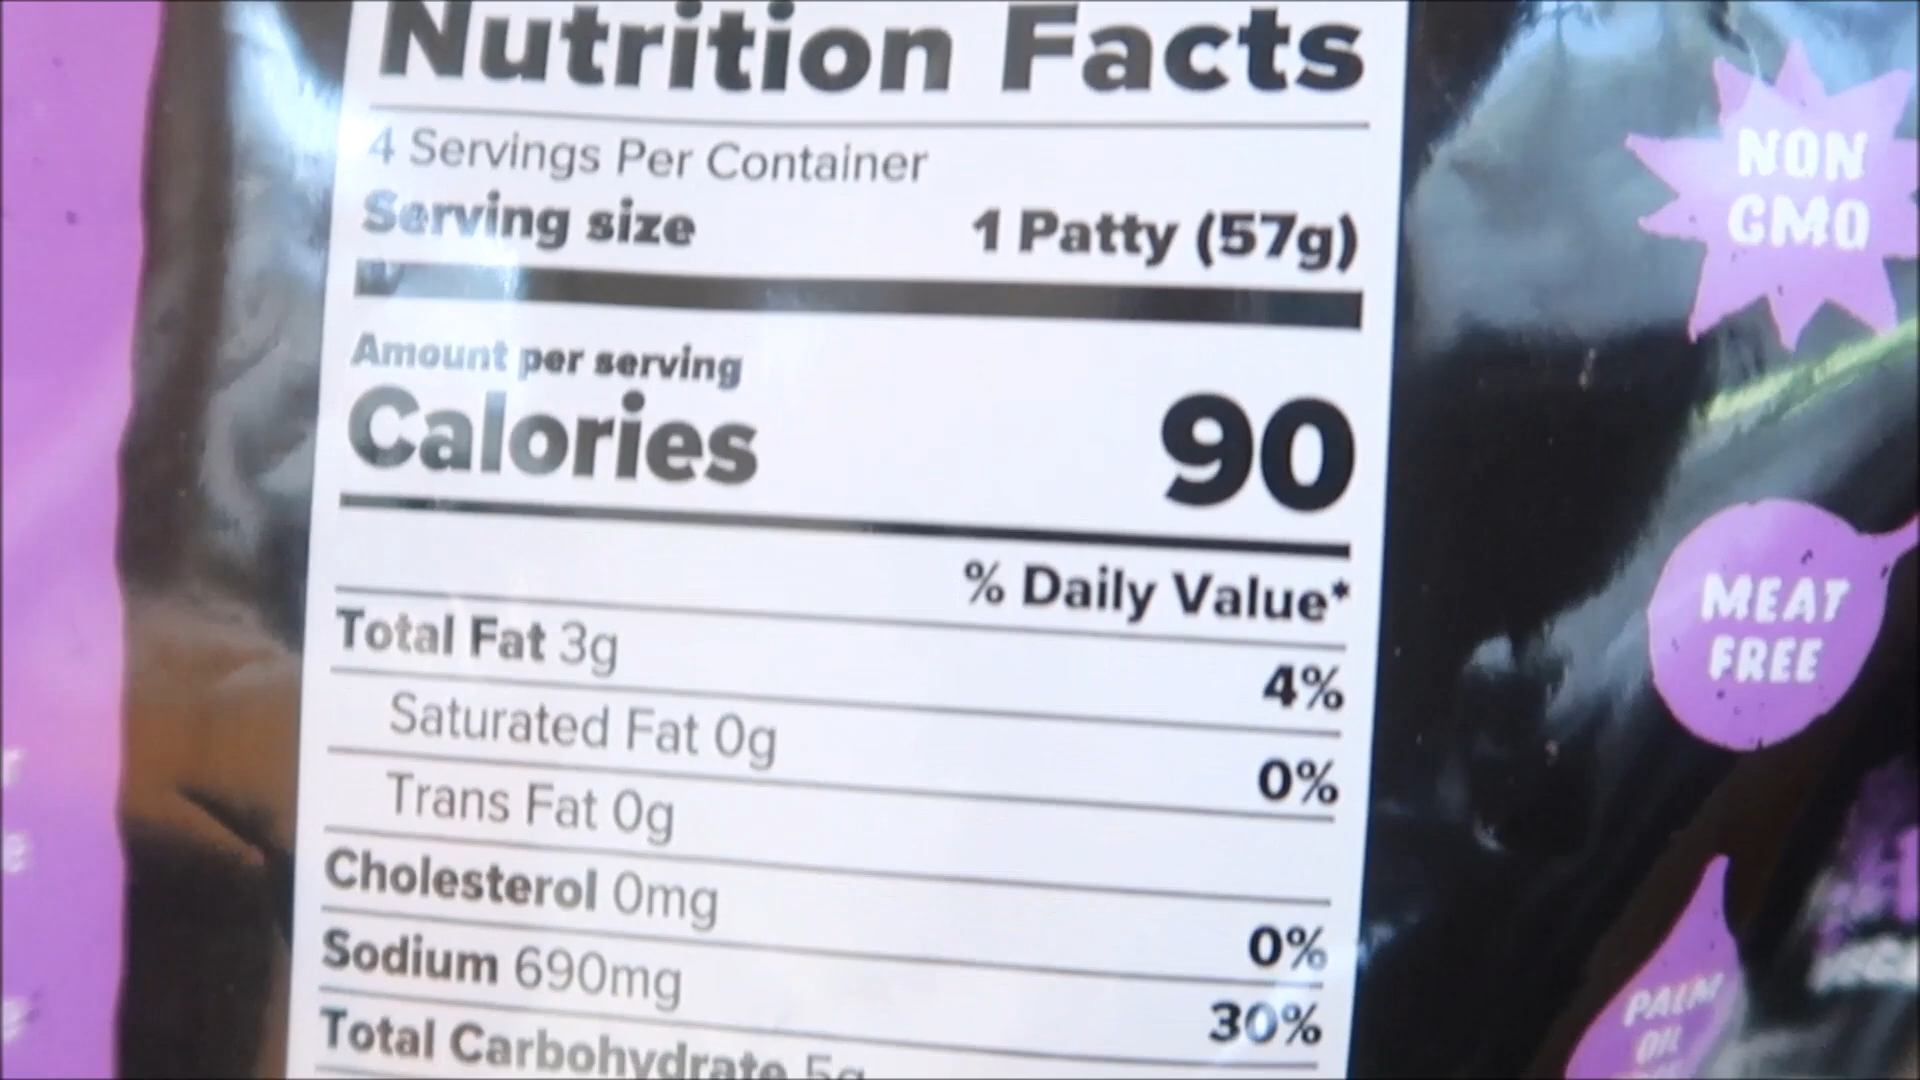 Nutrition Facts
4 Servings Per Container
Serving size 1 Patty (57g)
Amount per serving
Calories 90
% Daily Value*
Total Fat 3g 4%
Saturated Fat 0g 0%
Trans Fat 0g
Cholesterol 0mg 0%
Sodium 690mg 30%
Total Carbohydrate 5g
NON
GMO
MEAT
FREE
PALM
OIL